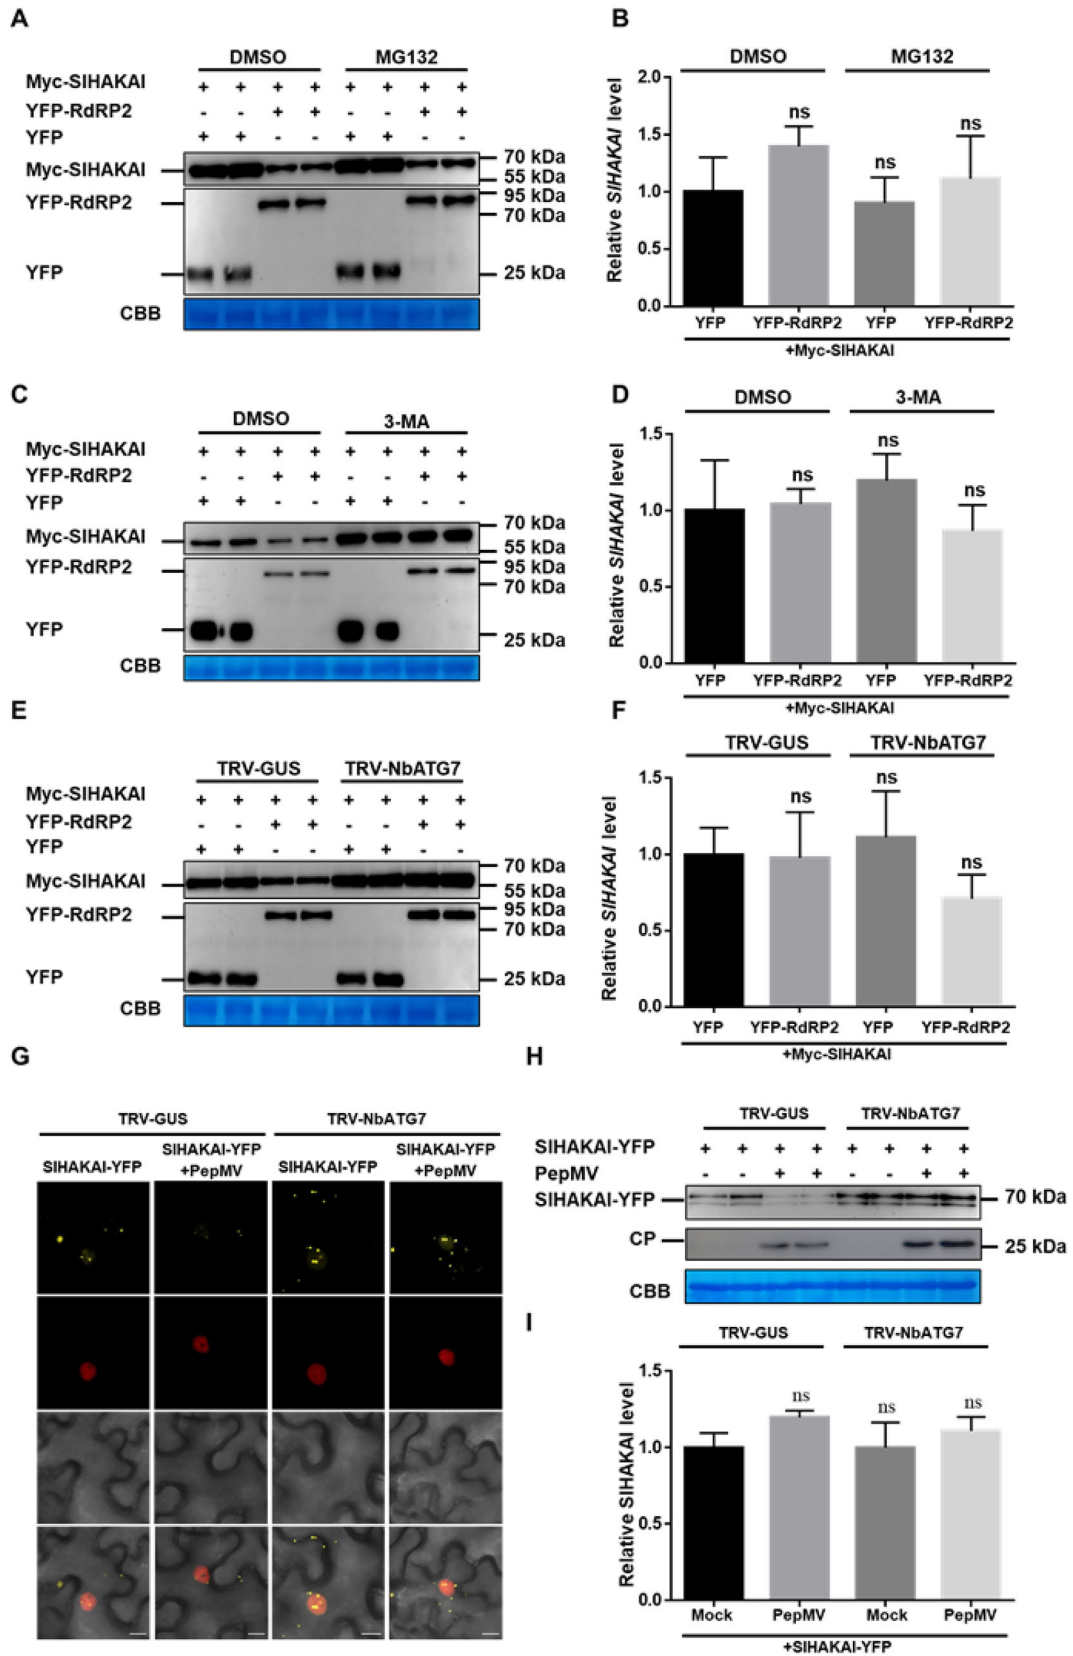 A
DMSO MG132
Myc-SlHAKAI + + + + + + + +
YFP-RdRP2 - - + + - - + +
YFP + + - - + + - -
Myc-SlHAKAI 70 kDa
55 kDa
YFP-RdRP2 95 kDa
70 kDa
YFP 25 kDa
CBB
B
DMSO MG132
Relative SlHAKAI level
2.0
1.5
1.0
0.5
0.0
ns ns ns
YFP YFP-RdRP2 YFP YFP-RdRP2
+Myc-SlHAKAI
C
DMSO 3-MA
Myc-SlHAKAI + + + + + + + +
YFP-RdRP2 - - + + - - + +
YFP + + - - + + - -
Myc-SlHAKAI 70 kDa
55 kDa
YFP-RdRP2 95 kDa
70 kDa
YFP 25 kDa
CBB
D
DMSO 3-MA
Relative SlHAKAI level
1.5
1.0
0.5
0.0
ns ns ns
YFP YFP-RdRP2 YFP YFP-RdRP2
+Myc-SlHAKAI
E
TRV-GUS TRV-NbATG7
Myc-SlHAKAI + + + + + + + +
YFP-RdRP2 - - + + - - + +
YFP + + - - + + - -
Myc-SlHAKAI 70 kDa
55 kDa
YFP-RdRP2 95 kDa
70 kDa
YFP 25 kDa
CBB
F
TRV-GUS TRV-NbATG7
Relative SlHAKAI level
1.5
1.0
0.5
0.0
ns ns ns
YFP YFP-RdRP2 YFP YFP-RdRP2
+Myc-SlHAKAI
G
TRV-GUS TRV-NbATG7
SlHAKAI-YFP SlHAKAI-YFP +PepMV SlHAKAI-YFP SlHAKAI-YFP +PepMV
H
TRV-GUS TRV-NbATG7
SlHAKAI-YFP + + + + + + + +
PepMV - - + + - - + +
SlHAKAI-YFP 70 kDa
CP 25 kDa
CBB
I
TRV-GUS TRV-NbATG7
Relative SlHAKAI level
1.5
1.0
0.5
0.0
ns ns ns
Mock PepMV Mock PepMV
+SlHAKAI-YFP